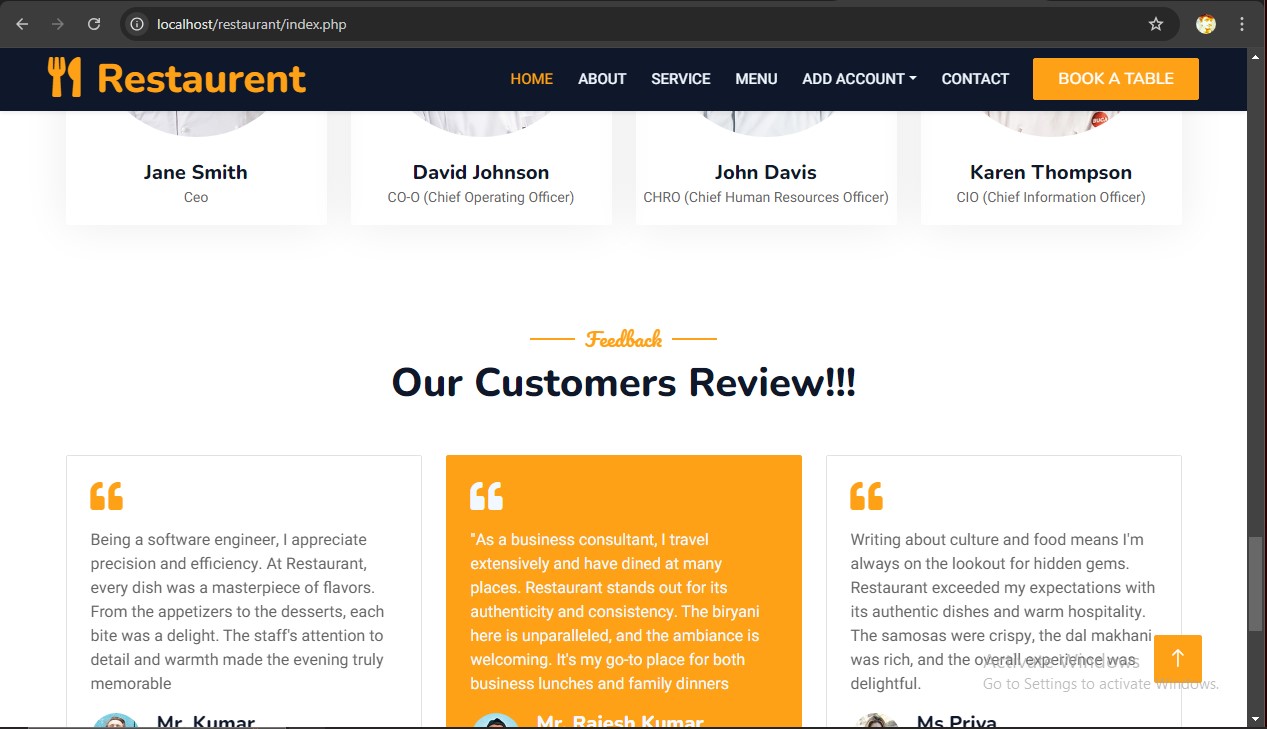 localhost/restaurant/index.php
Restaurent
HOME ABOUT SERVICE MENU ADD ACCOUNT CONTACT BOOK A TABLE
Jane Smith
Ceo
David Johnson
CO-O (Chief Operating Officer)
John Davis
CHRO (Chief Human Resources Officer)
Karen Thompson
CIO (Chief Information Officer)
Feedback
Our Customers Review!!!
Being a software engineer, I appreciate
precision and efficiency. At Restaurant,
every dish was a masterpiece of flavors.
From the appetizers to the desserts, each
bite was a delight. The staff's attention to
detail and warmth made the evening truly
memorable
Mr. Kumar
"As a business consultant, I travel
extensively and have dined at many
places. Restaurant stands out for its
authenticity and consistency. The biryani
here is unparalleled, and the ambiance is
welcoming. It's my go-to place for both
business lunches and family dinners
Mr. Rajesh Kumar
Writing about culture and food means I'm
always on the lookout for hidden gems.
Restaurant exceeded my expectations with
its authentic dishes and warm hospitality.
The samosas were crispy, the dal makhani
was rich, and the overall experience was
delightful.
Ms Priya
Activate Windows
Go to Settings to activate Windows.